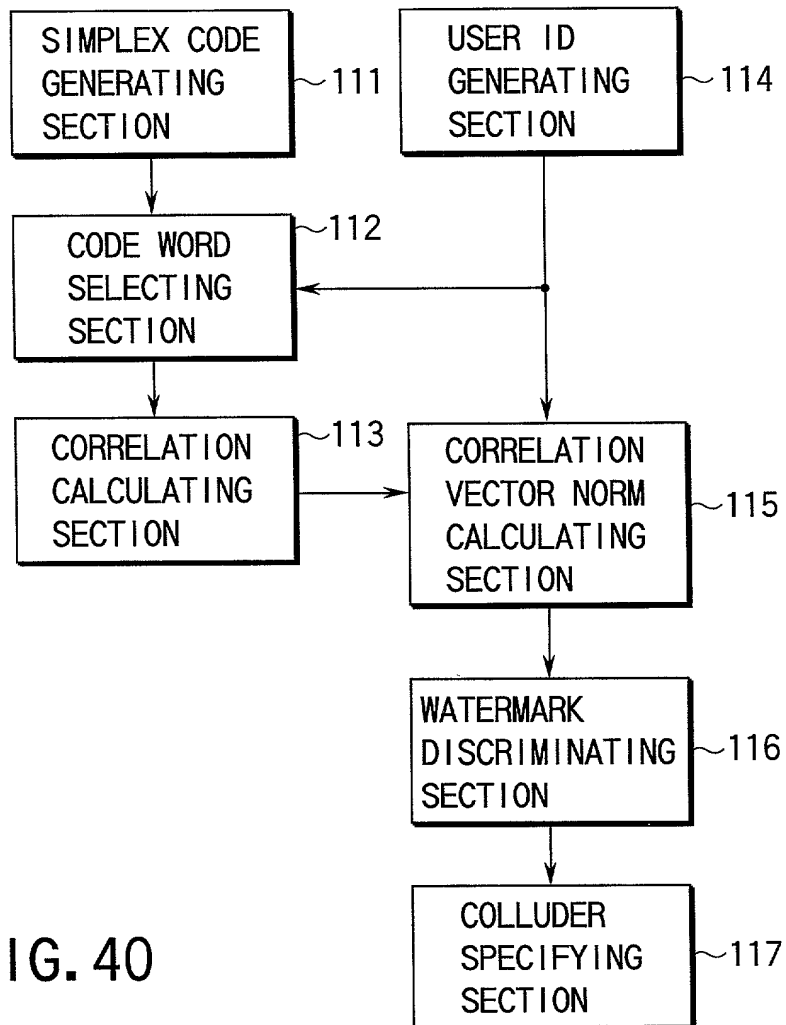 SIMPLEX CODE
GENERATING
SECTION
111
USER ID
GENERATING
SECTION
114
CODE WORD
SELECTING
SECTION
112
CORRELATION
CALCULATING
SECTION
113
CORRELATION
VECTOR NORM
CALCULATING
SECTION
115
WATERMARK
DISCRIMINATING
SECTION
116
COLLUDER
SPECIFYING
SECTION
117
IG. 40